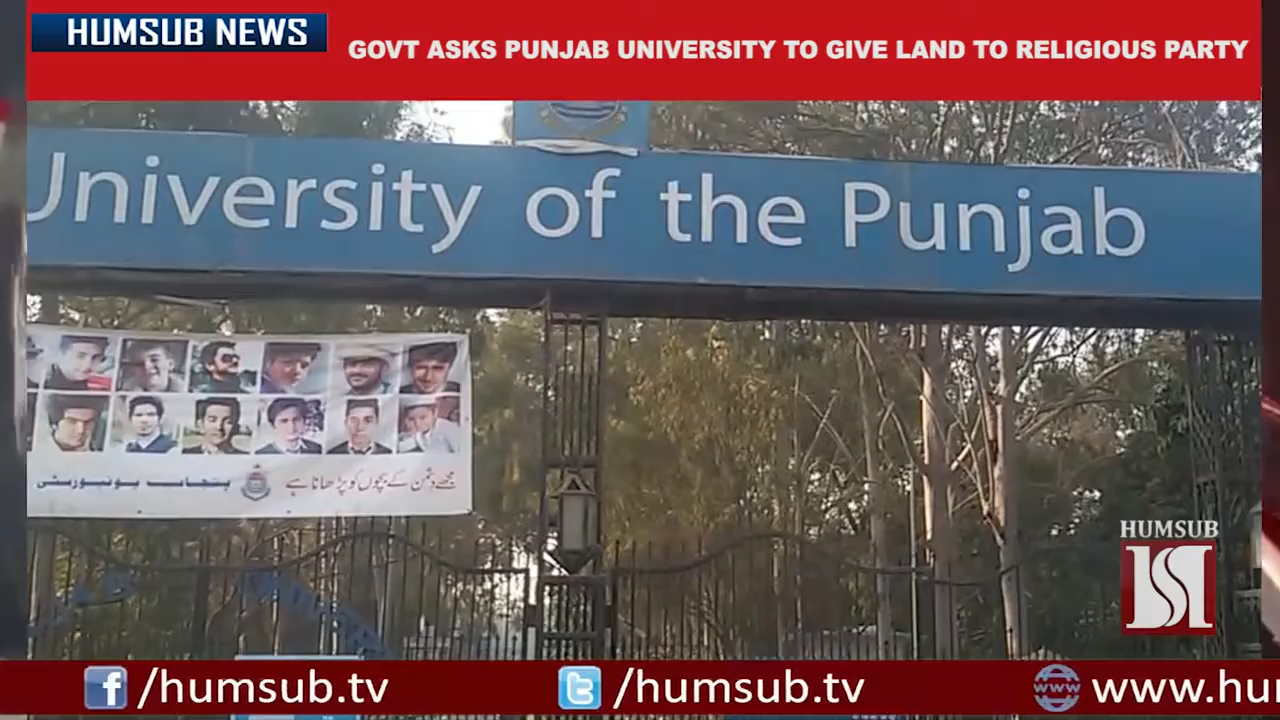 HUMSUB NEWS
GOVT ASKS PUNJAB UNIVERSITY TO GIVE LAND TO RELIGIOUS PARTY
University of the Punjab
مجھے دشمن کے بچوں کو پڑھانا ہے
پنجاب یونیورسٹی
HUMSUB
/humsub.tv
/humsub.tv
www.hu